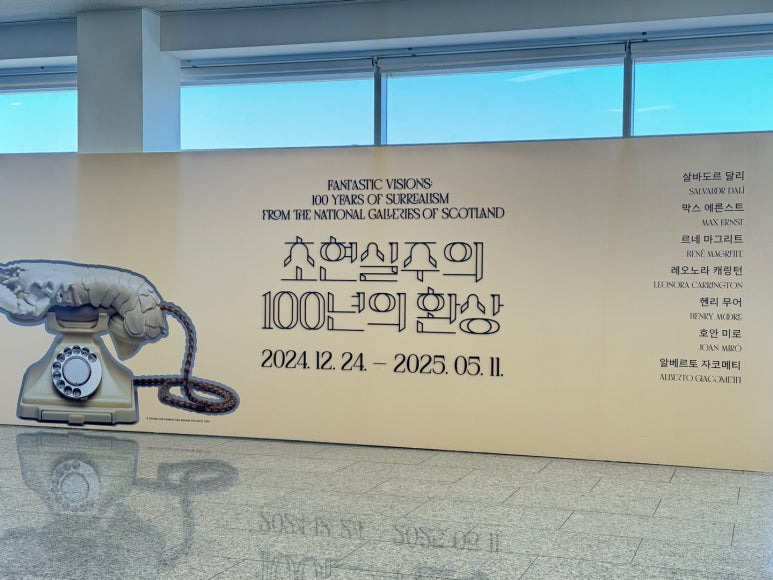 FANTASTIC VISIONS:
100 YEARS OF SURREALISM
FROM THE NATIONAL GALLERIES OF SCOTLAND
초현실주의
100년의 환상
2024. 12. 24. – 2025. 05. 11.
살바도르 달리
SALVADOR DALÍ
막스 에른스트
MAX ERNST
르네 마그리트
RENÉ MAGRITTE
레오노라 캐링턴
LEONORA CARRINGTON
헨리 무어
HENRY MOORE
호안 미로
JOAN MIRÓ
알베르토 자코메티
ALBERTO GIACOMETTI